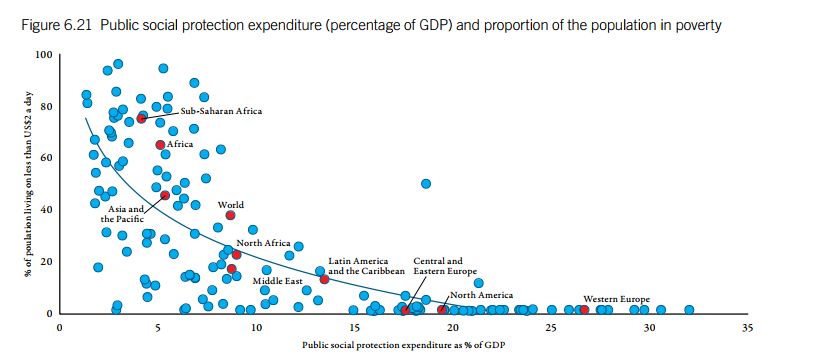 Figure 6.21 Public social protection expenditure (percentage of GDP) and proportion of the population in poverty
% of poulation living on less than US$2 a day
100
80
60
40
20
0
Sub-Saharan Africa
Africa
Asia and
the Pacific
World
North Africa
Middle East
Latin America
and the Caribbean
Central and
Eastern Europe
North America
Western Europe
0
5
10
15
20
25
30
35
Public social protection expenditure as % of GDP